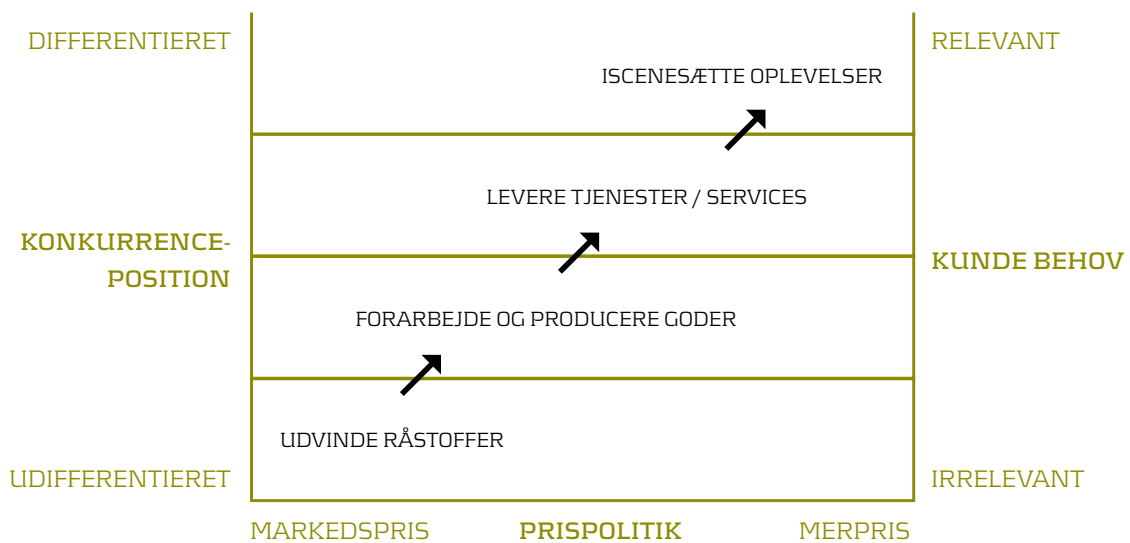 DIFFERENTIERET
RELEVANT
ISCENESÆTTE OPLEVELSER
LEVERE TJENESTER / SERVICES
KONKURRENCE-
POSITION
KUNDE BEHOV
FORARBEJDE OG PRODUCERE GODER
UDVINDE RÅSTOFFER
UDIFFERENTIERET
IRRELEVANT
MARKEDSPRIS
PRISPOLITIK
MERPRIS